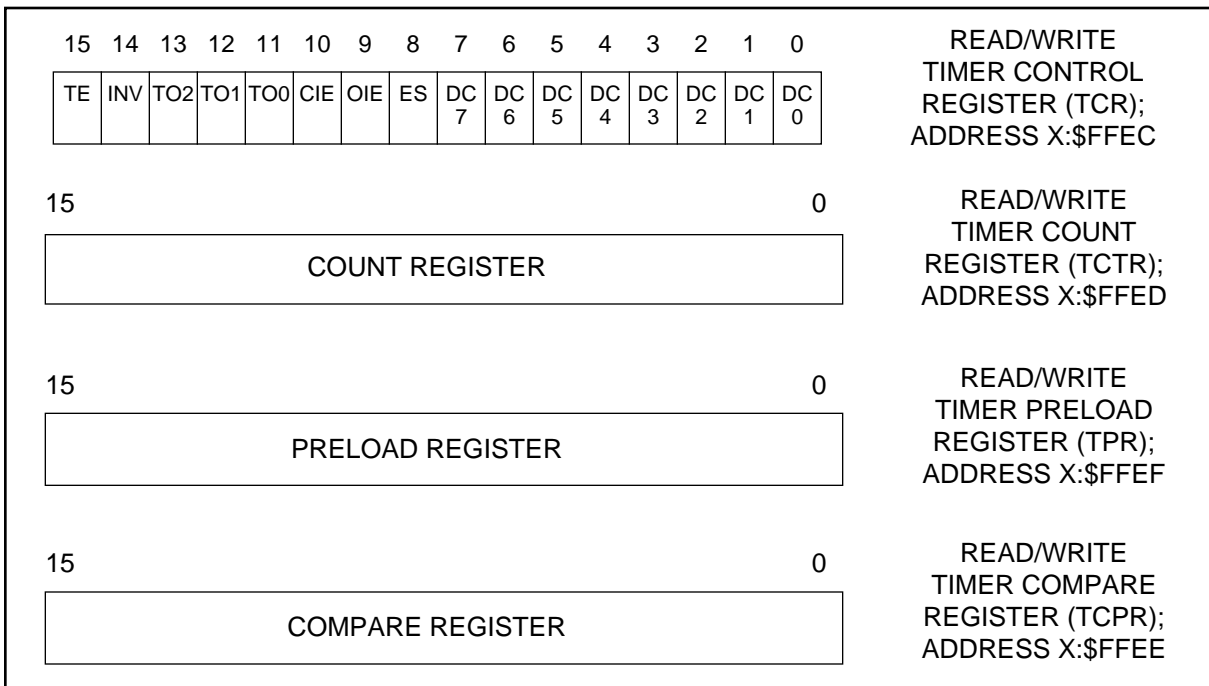 15 14 13 12 11 10 9 8 7 6 5 4 3 2 1 0
TE INV TO2 TO1 TO0 CIE OIE ES DC 7 DC 6 DC 5 DC 4 DC 3 DC 2 DC 1 DC 0
READ/WRITE
TIMER CONTROL
REGISTER (TCR);
ADDRESS X:$FFEC
15 0
COUNT REGISTER
READ/WRITE
TIMER COUNT
REGISTER (TCTR);
ADDRESS X:$FFED
15 0
PRELOAD REGISTER
READ/WRITE
TIMER PRELOAD
REGISTER (TPR);
ADDRESS X:$FFEF
15 0
COMPARE REGISTER
READ/WRITE
TIMER COMPARE
REGISTER (TCPR);
ADDRESS X:$FFEE